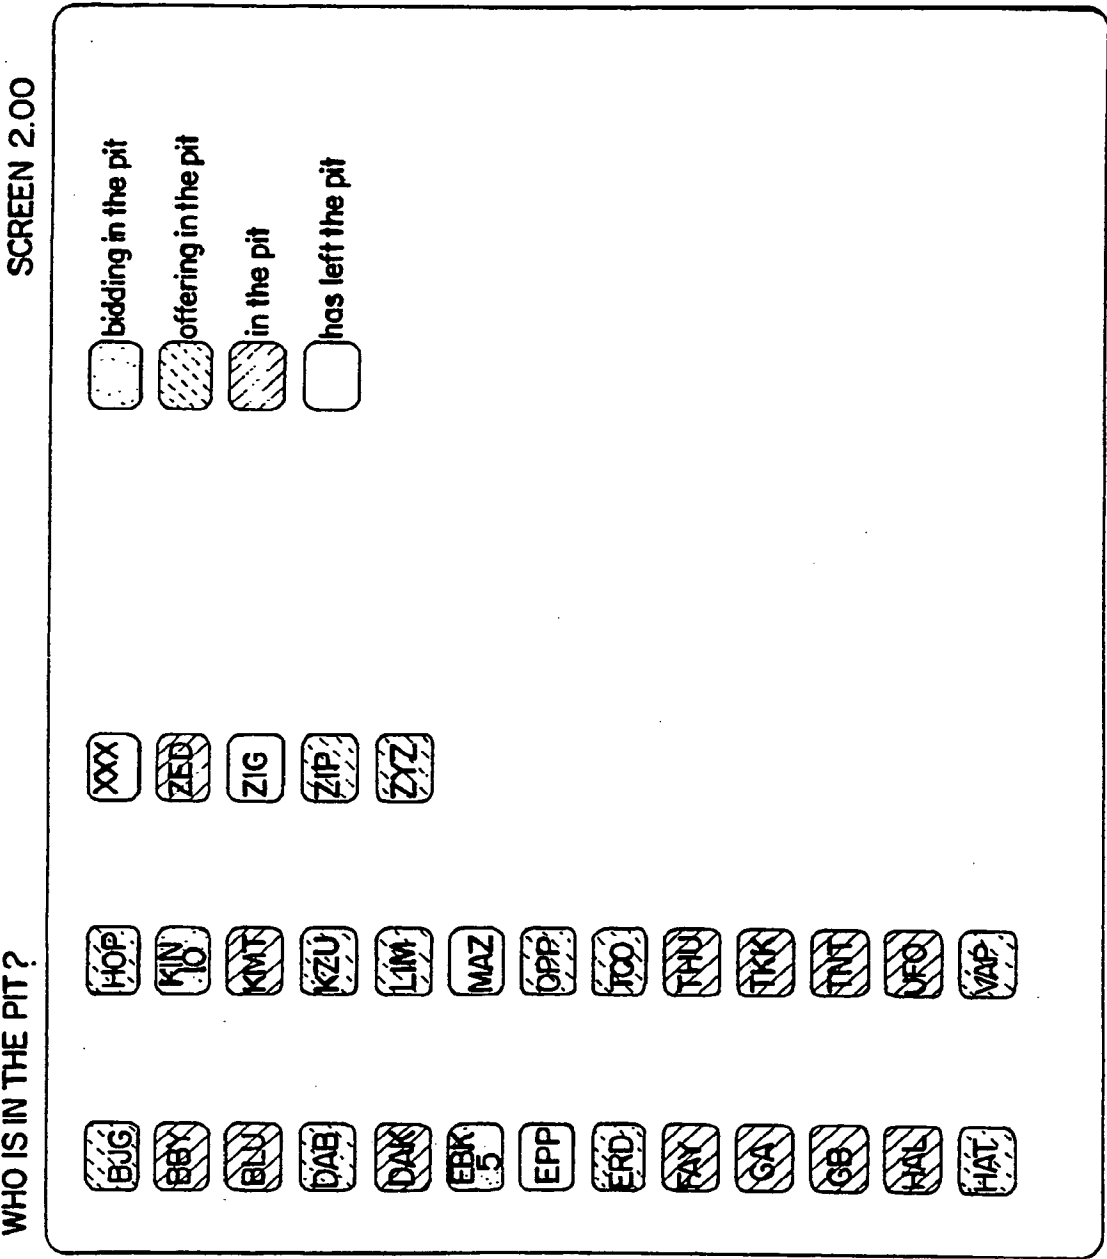 WHO IS IN THE PIT?
SCREEN 2.00
BJG
BBY
BLU
DAB
DAK
EBK
5
EPP
ERD
FAY
GA
GB
HAL
HAT
HOP
KIN
10
KMT
KZU
LIM
MAZ
OPP
TCO
THU
TKK
TNT
UFO
VAP
XXX
ZED
ZIG
ZIP
ZYZ
bidding in the pit
offering in the pit
in the pit
has left the pit